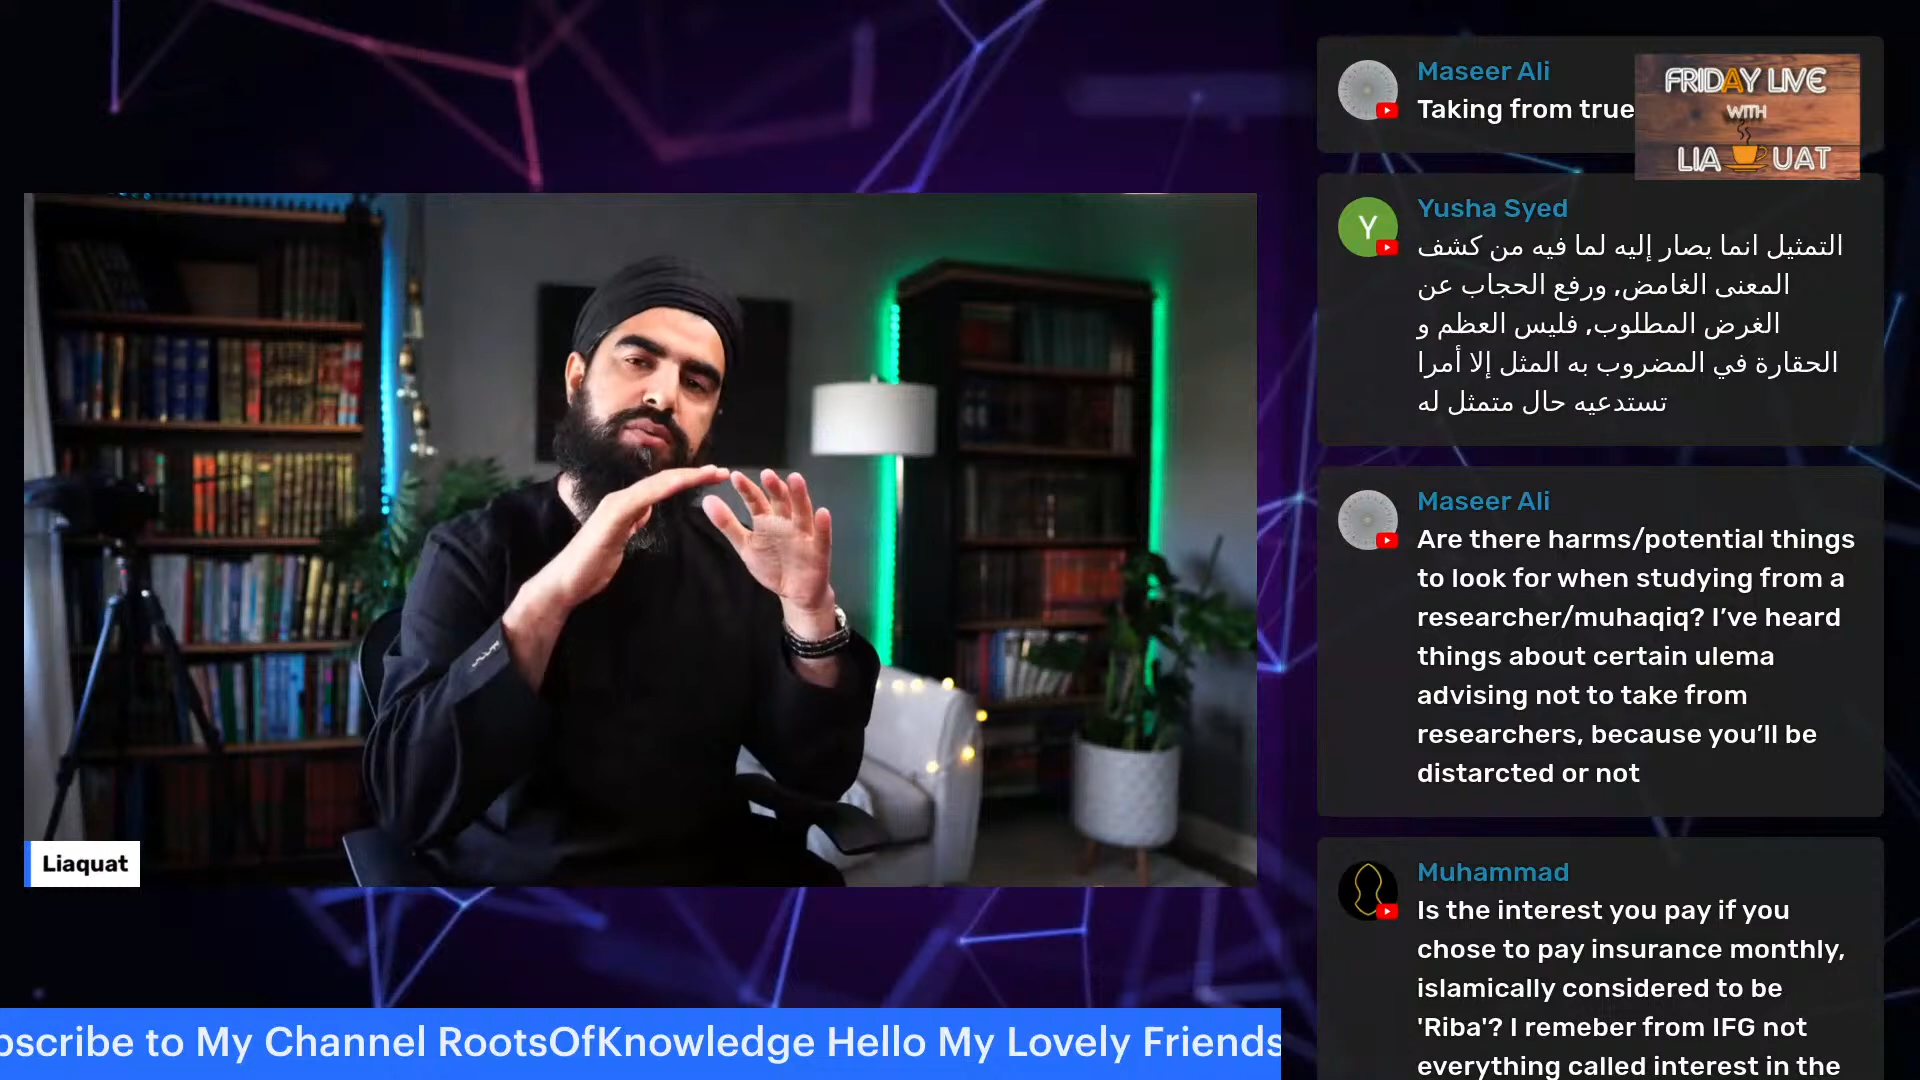 Maseer Ali
Taking from true
FRIDAY LIVE
WITH
LIA UAT
Yusha Syed
Y
التمثيل انما يصار إليه لما فيه من كشف
المعنى الغامض, ورفع الحجاب عن
الغرض المطلوب, فليس العظم و
الحقارة في المضروب به المثل إلا أمرا
تستدعيه حال متمثل له
Maseer Ali
Are there harms/potential things
to look for when studying from a
researcher/muhaqiq? I’ve heard
things about certain ulema
advising not to take from
researchers, because you’ll be
distarcted or not
Muhammad
Is the interest you pay if you
chose to pay insurance monthly,
islamically considered to be
'Riba'? I remeber from IFG not
everything called interest in the
Liaquat
bscribe to My Channel RootsOfKnowledge Hello My Lovely Friends